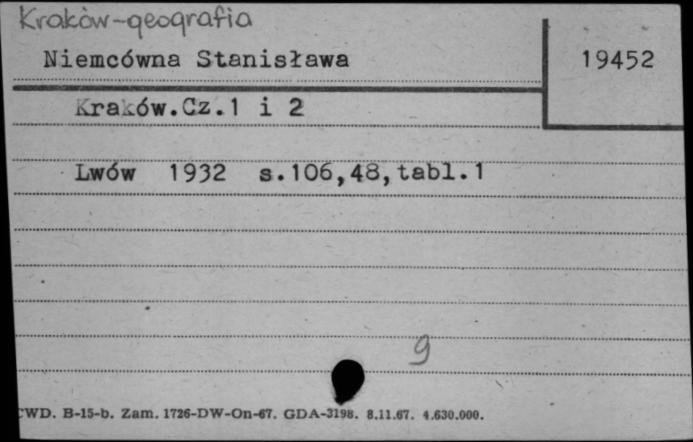 Kraków-geografia
Niemcówna Stanisława
19452
Kraków.Cz.1 i 2
Lwów 1932 s.106,48,tabl.1
9
CWD. B-15-b. Zam. 1726-DW-On-67. GDA-3198. 8.11.67. 4.630.000.